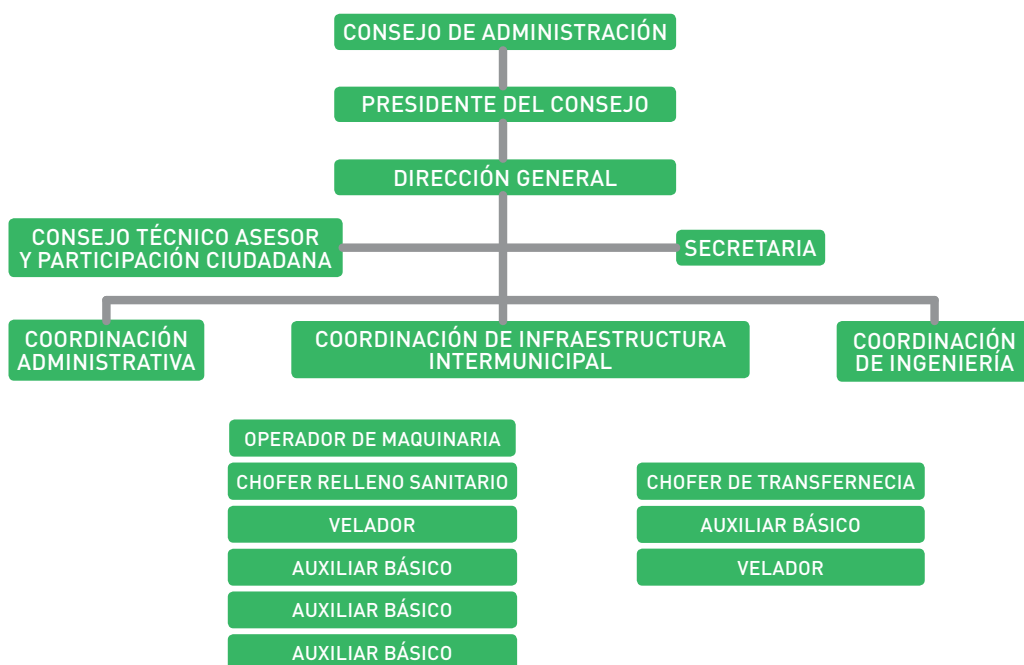 CONSEJO DE ADMINISTRACIÓN
PRESIDENTE DEL CONSEJO
DIRECCIÓN GENERAL
CONSEJO TÉCNICO ASESOR
Y PARTICIPACIÓN CIUDADANA
SECRETARIA
COORDINACIÓN
ADMINISTRATIVA
COORDINACIÓN DE INFRAESTRUCTURA
INTERMUNICIPAL
COORDINACIÓN
DE INGENIERÍA
OPERADOR DE MAQUINARIA
CHOFER RELLENO SANITARIO
VELADOR
AUXILIAR BÁSICO
AUXILIAR BÁSICO
AUXILIAR BÁSICO
CHOFER DE TRANSFERNECIA
AUXILIAR BÁSICO
VELADOR